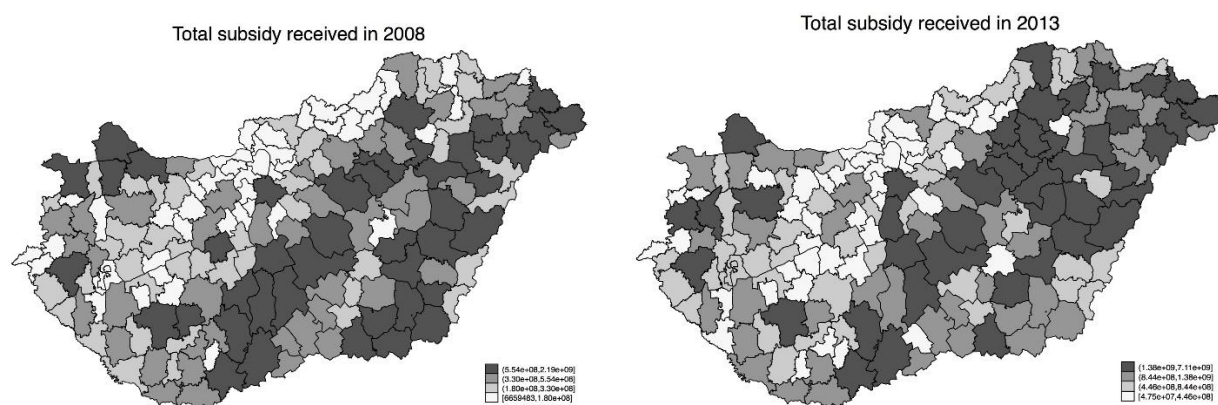 Total subsidy received in 2008
(5.54e+08,2.19e+09]
(3.30e+08,5.54e+08]
(1.80e+08,3.30e+08]
[6659483,1.80e+08]
Total subsidy received in 2013
(1.38e+09,7.11e+09]
(8.44e+08,1.38e+09]
(4.46e+08,8.44e+08]
[4.75e+07,4.46e+08]